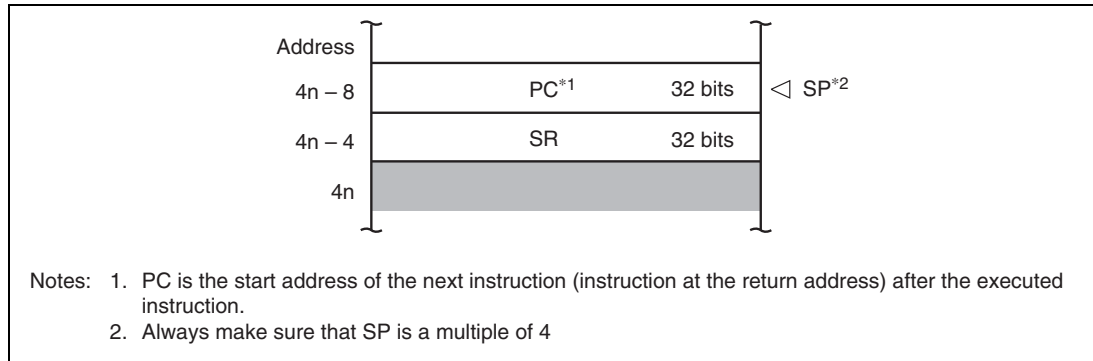 Address
4n – 8 PC*1 32 bits ◁ SP*2
4n – 4 SR 32 bits
4n
Notes: 1. PC is the start address of the next instruction (instruction at the return address) after the executed
instruction.
2. Always make sure that SP is a multiple of 4